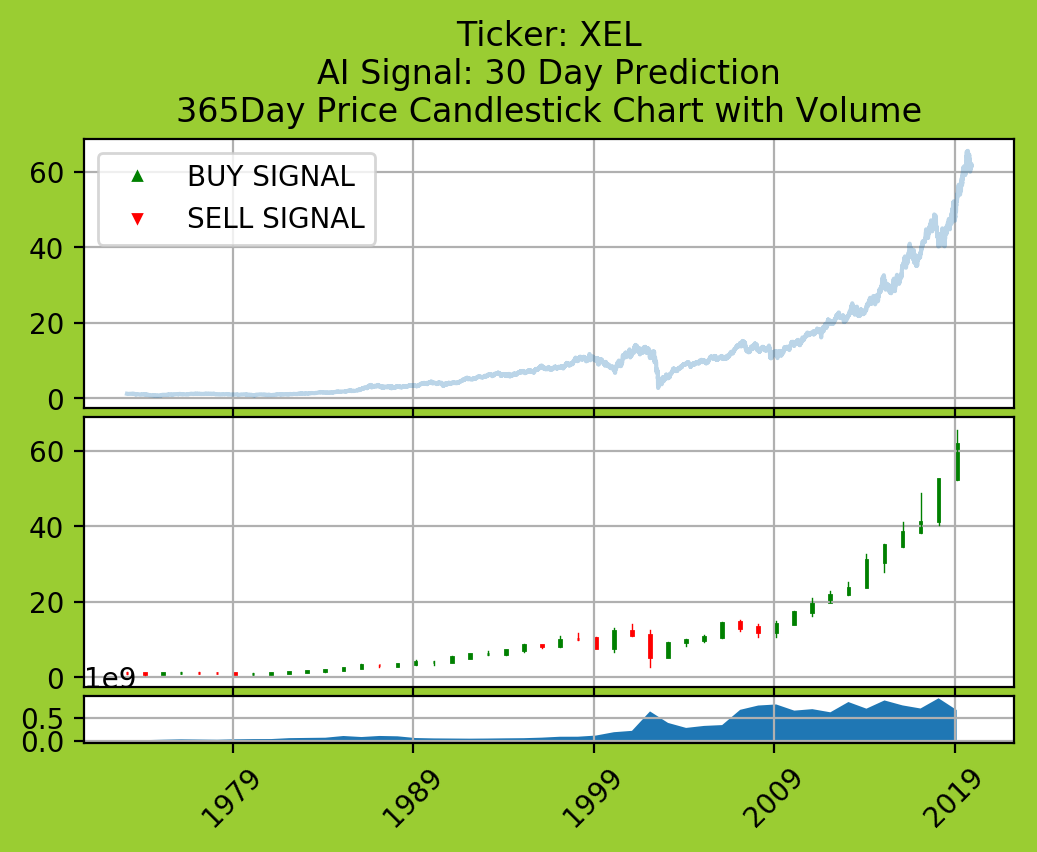 Ticker: XEL
AI Signal: 30 Day Prediction
365Day Price Candlestick Chart with Volume
BUY SIGNAL
SELL SIGNAL
60
40
20
0
60
40
20
0
1e9
0.5
0.0
1979
1989
1999
2009
2019